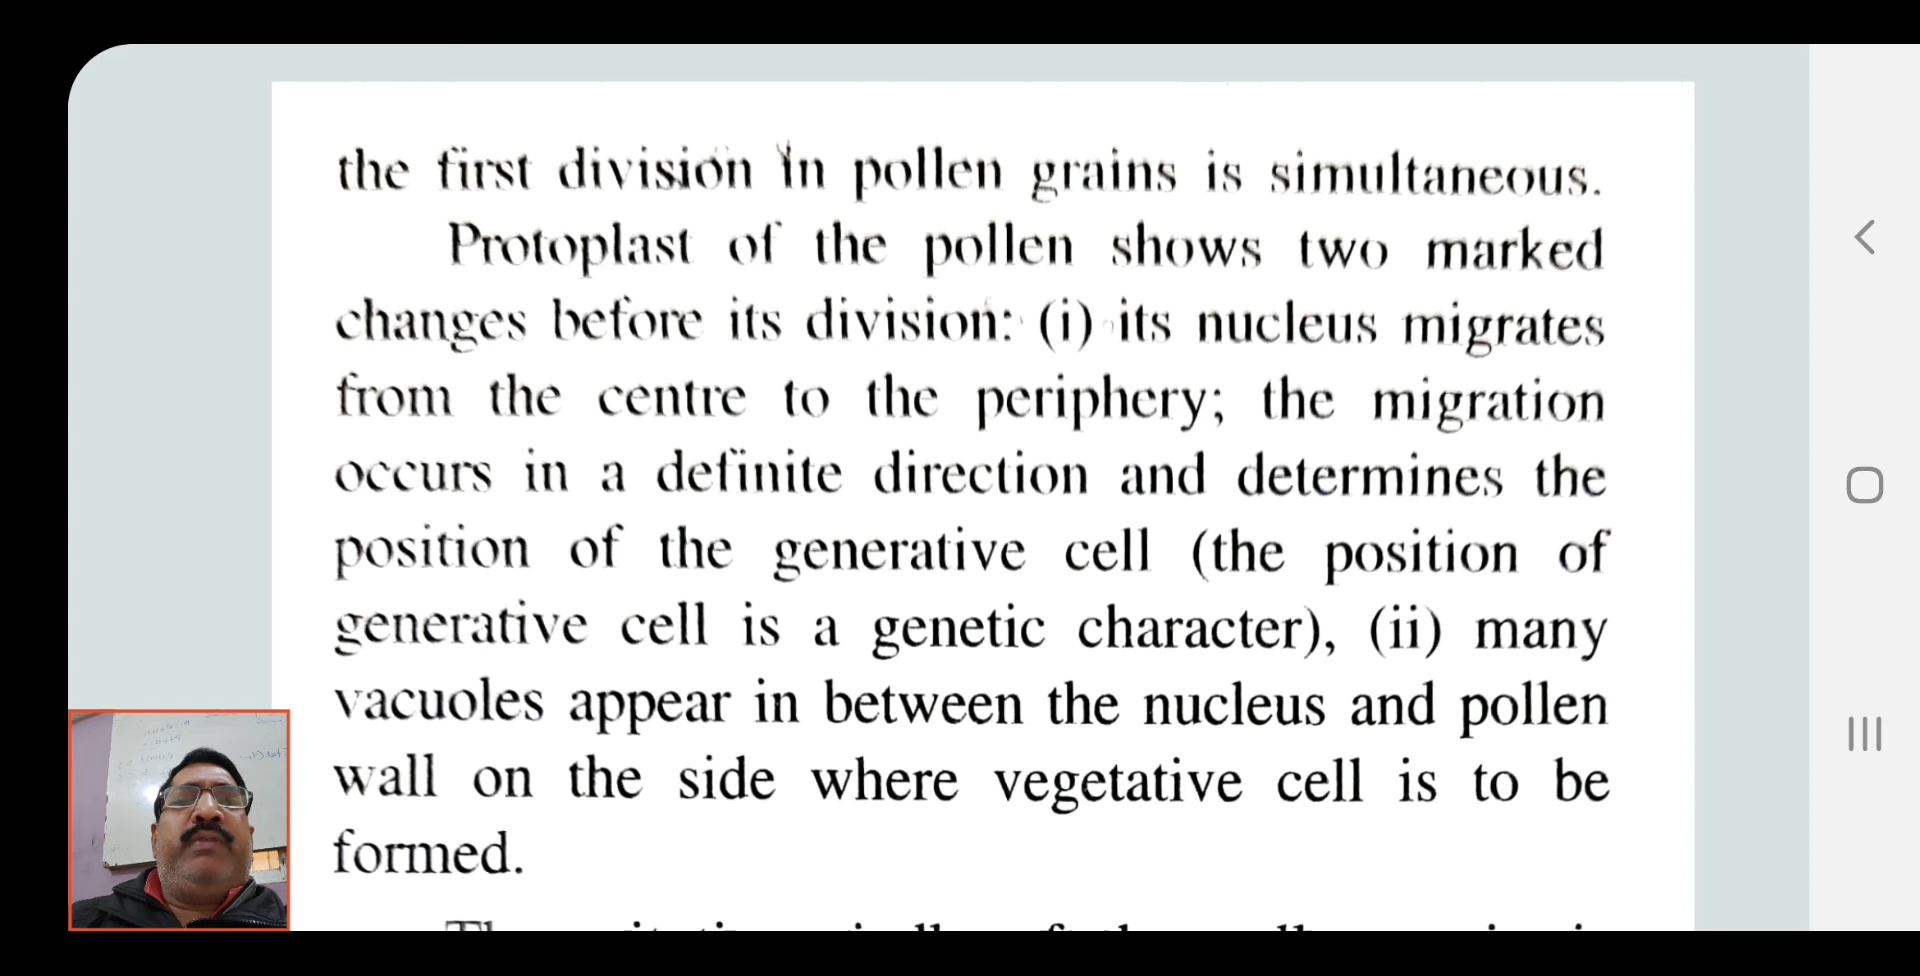 the first division in pollen grains is simultaneous.
Protoplast of the pollen shows two marked
changes before its division: (i) its nucleus migrates
from the centre to the periphery; the migration
occurs in a definite direction and determines the
position of the generative cell (the position of
generative cell is a genetic character), (ii) many
vacuoles appear in between the nucleus and pollen
wall on the side where vegetative cell is to be
formed.